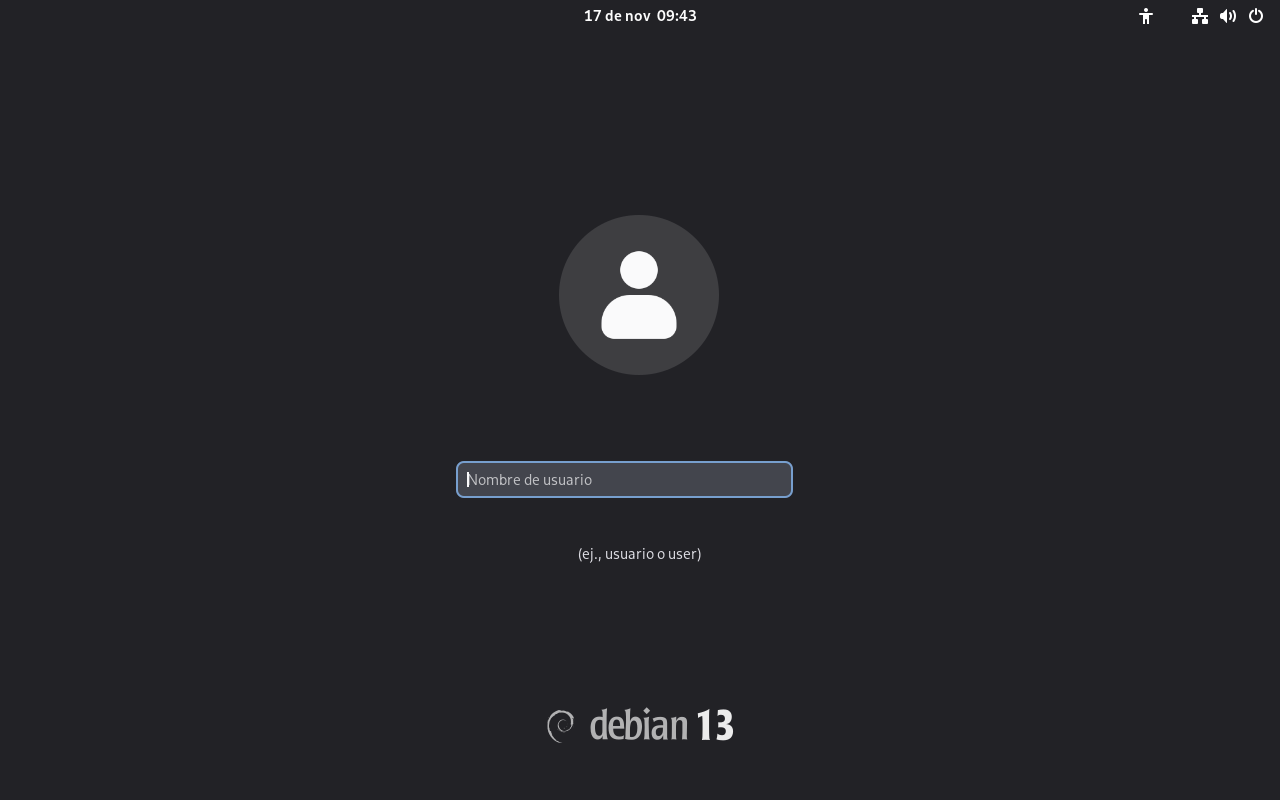 17 de nov 09:43
Nombre de usuario
(ej., usuario o user)
debian 13